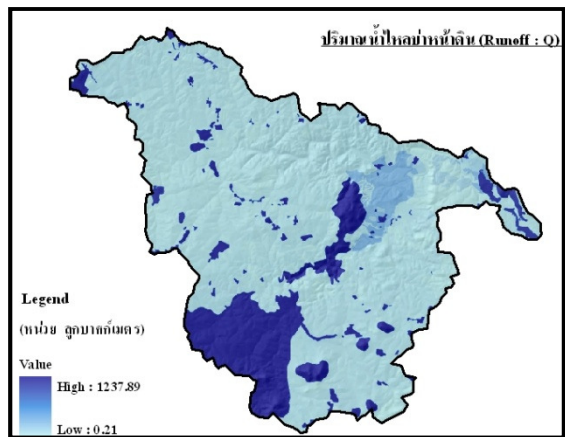 ปริมาณน้ำไหลบ่าหน้าดิน (Runoff : Q)
Legend
(หน่วย ลูกบาตก์เมตร)
Value
High : 1237.89
Low : 0.21